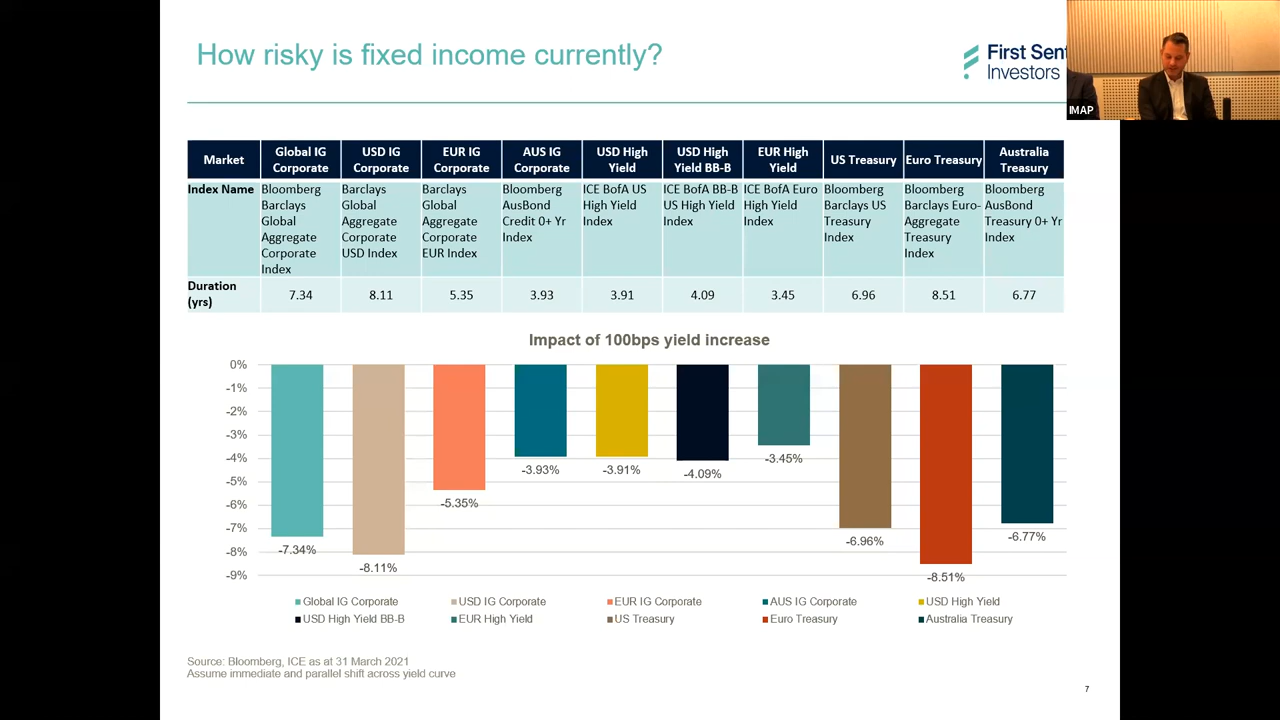 How risky is fixed income currently?
First Sent
Investors
IMAP
Market
Global IG
Corporate
USD IG
Corporate
EUR IG
Corporate
AUS IG
Corporate
USD High
Yield
USD High
Yield BB-B
EUR High
Yield
US Treasury
Euro Treasury
Australia
Treasury
Index Name
Bloomberg
Barclays
Global
Aggregate
Corporate
Index
Barclays
Global
Aggregate
Corporate
USD Index
Barclays
Global
Aggregate
Corporate
EUR Index
Bloomberg
AusBond
Credit 0+ Yr
Index
ICE BofA US
High Yield
Index
ICE BofA BB-B
US High Yield
Index
ICE BofA Euro
High Yield
Index
Bloomberg
Barclays US
Treasury
Index
Bloomberg
Barclays Euro-
Aggregate
Treasury
Index
Bloomberg
AusBond
Treasury 0+ Yr
Index
Duration
(yrs)
7.34
8.11
5.35
3.93
3.91
4.09
3.45
6.96
8.51
6.77
Impact of 100bps yield increase
0%
-1%
-2%
-3%
-4%
-5%
-6%
-7%
-8%
-9%
-7.34%
-8.11%
-5.35%
-3.93%
-3.91%
-4.09%
-3.45%
-6.96%
-8.51%
-6.77%
Global IG Corporate
USD IG Corporate
EUR IG Corporate
AUS IG Corporate
USD High Yield
USD High Yield BB-B
EUR High Yield
US Treasury
Euro Treasury
Australia Treasury
Source: Bloomberg, ICE as at 31 March 2021
Assume immediate and parallel shift across yield curve
7